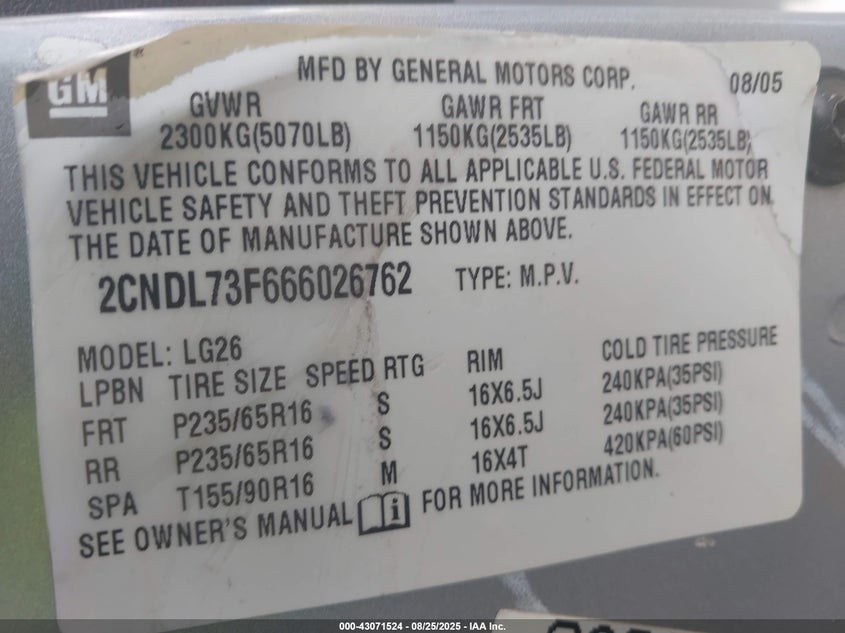 GM
MFD BY GENERAL MOTORS CORP. 08/05
GVWR GAWR FRT GAWR RR
2300KG(5070LB) 1150KG(2535LB) 1150KG(2535LB)
THIS VEHICLE CONFORMS TO ALL APPLICABLE U.S. FEDERAL MOTOR
VEHICLE SAFETY AND THEFT PREVENTION STANDARDS IN EFFECT ON
THE DATE OF MANUFACTURE SHOWN ABOVE.
2CNDL73F666026762 TYPE: M.P.V.
MODEL: LG26
LPBN TIRE SIZE SPEED RTG RIM COLD TIRE PRESSURE
FRT P235/65R16 S 16X6.5J 240KPA(35PSI)
RR P235/65R16 S 16X6.5J 240KPA(35PSI)
SPA T155/90R16 M 16X4T 420KPA(60PSI)
SEE OWNER'S MANUAL i FOR MORE INFORMATION.
000-43071524 - 08/25/2025 - IAA Inc.